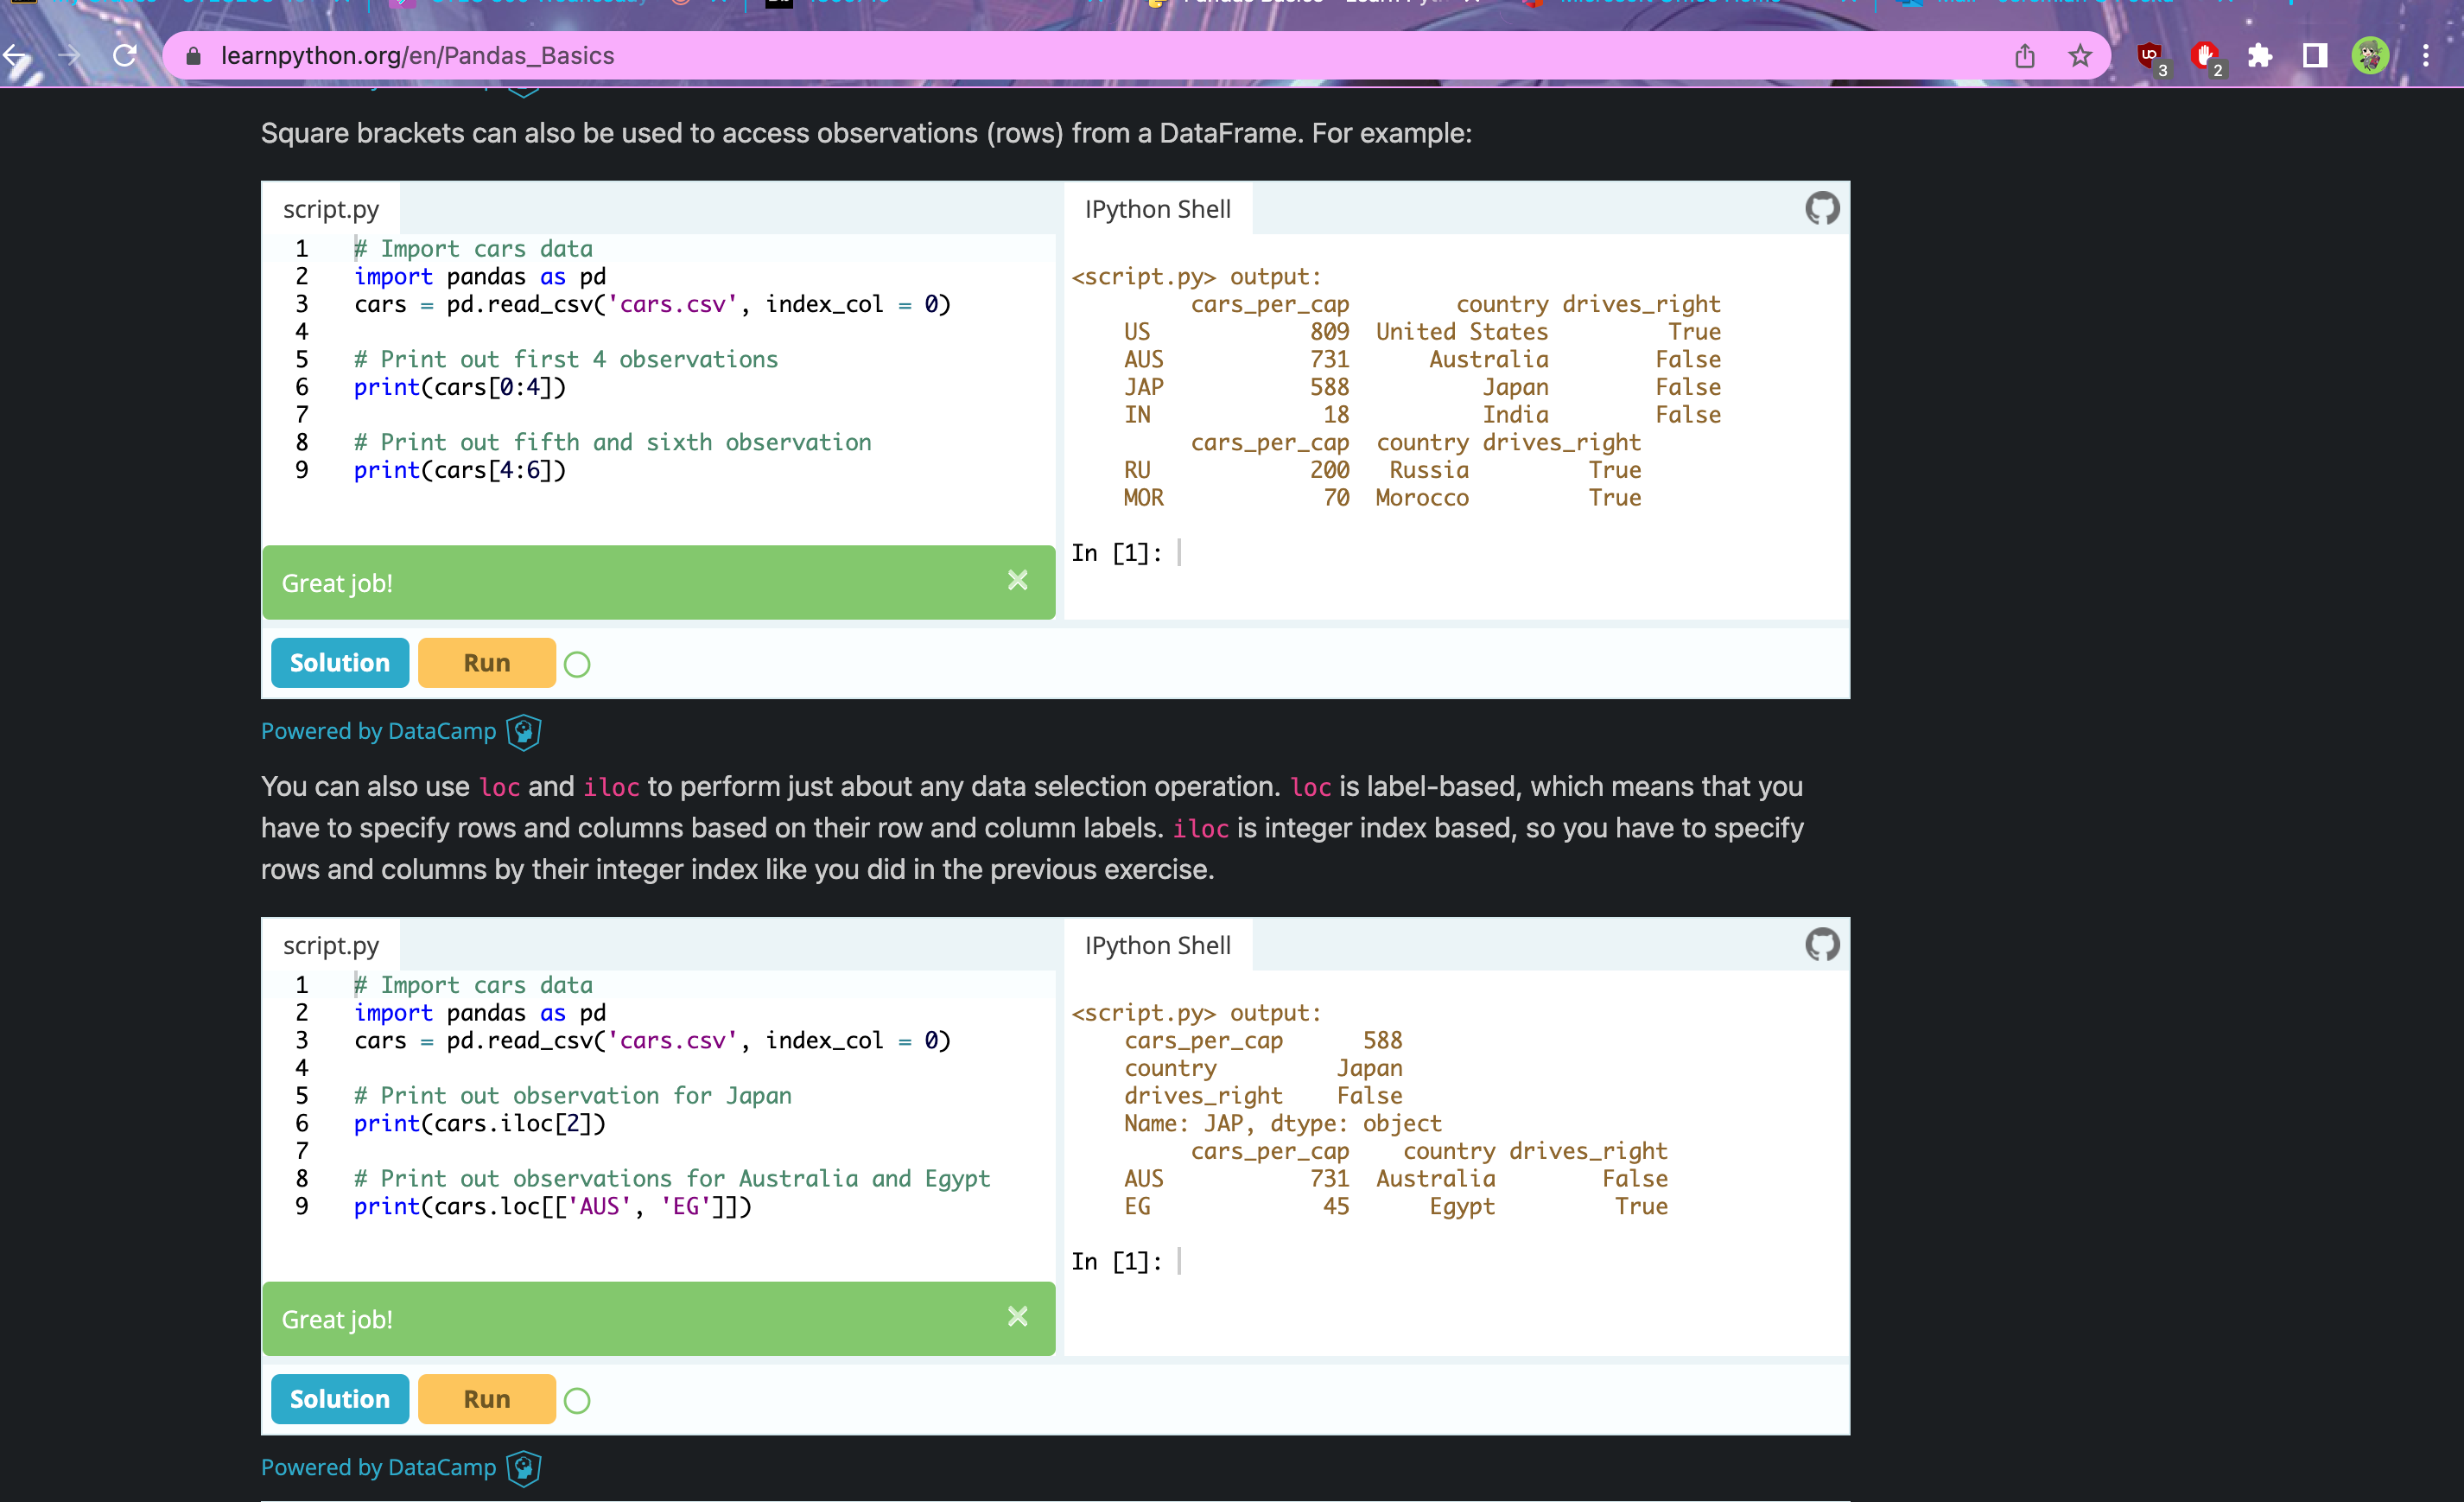 learnpython.org/en/Pandas_Basics
3
2
Square brackets can also be used to access observations (rows) from a DataFrame. For example:
script.py
1 # Import cars data
2 import pandas as pd
3 cars = pd.read_csv('cars.csv', index_col = 0)
4
5 # Print out first 4 observations
6 print(cars[0:4])
7
8 # Print out fifth and sixth observation
9 print(cars[4:6])
Great job!
IPython Shell
<script.py> output:
cars_per_cap country drives_right
US 809 United States True
AUS 731 Australia False
JAP 588 Japan False
IN 18 India False
cars_per_cap country drives_right
RU 200 Russia True
MOR 70 Morocco True
In [1]:
Solution Run
Powered by DataCamp
You can also use loc and iloc to perform just about any data selection operation. loc is label-based, which means that you
have to specify rows and columns based on their row and column labels. iloc is integer index based, so you have to specify
rows and columns by their integer index like you did in the previous exercise.
script.py
1 # Import cars data
2 import pandas as pd
3 cars = pd.read_csv('cars.csv', index_col = 0)
4
5 # Print out observation for Japan
6 print(cars.iloc[2])
7
8 # Print out observations for Australia and Egypt
9 print(cars.loc[['AUS', 'EG']])
Great job!
IPython Shell
<script.py> output:
cars_per_cap 588
country Japan
drives_right False
Name: JAP, dtype: object
cars_per_cap country drives_right
AUS 731 Australia False
EG 45 Egypt True
In [1]:
Solution Run
Powered by DataCamp